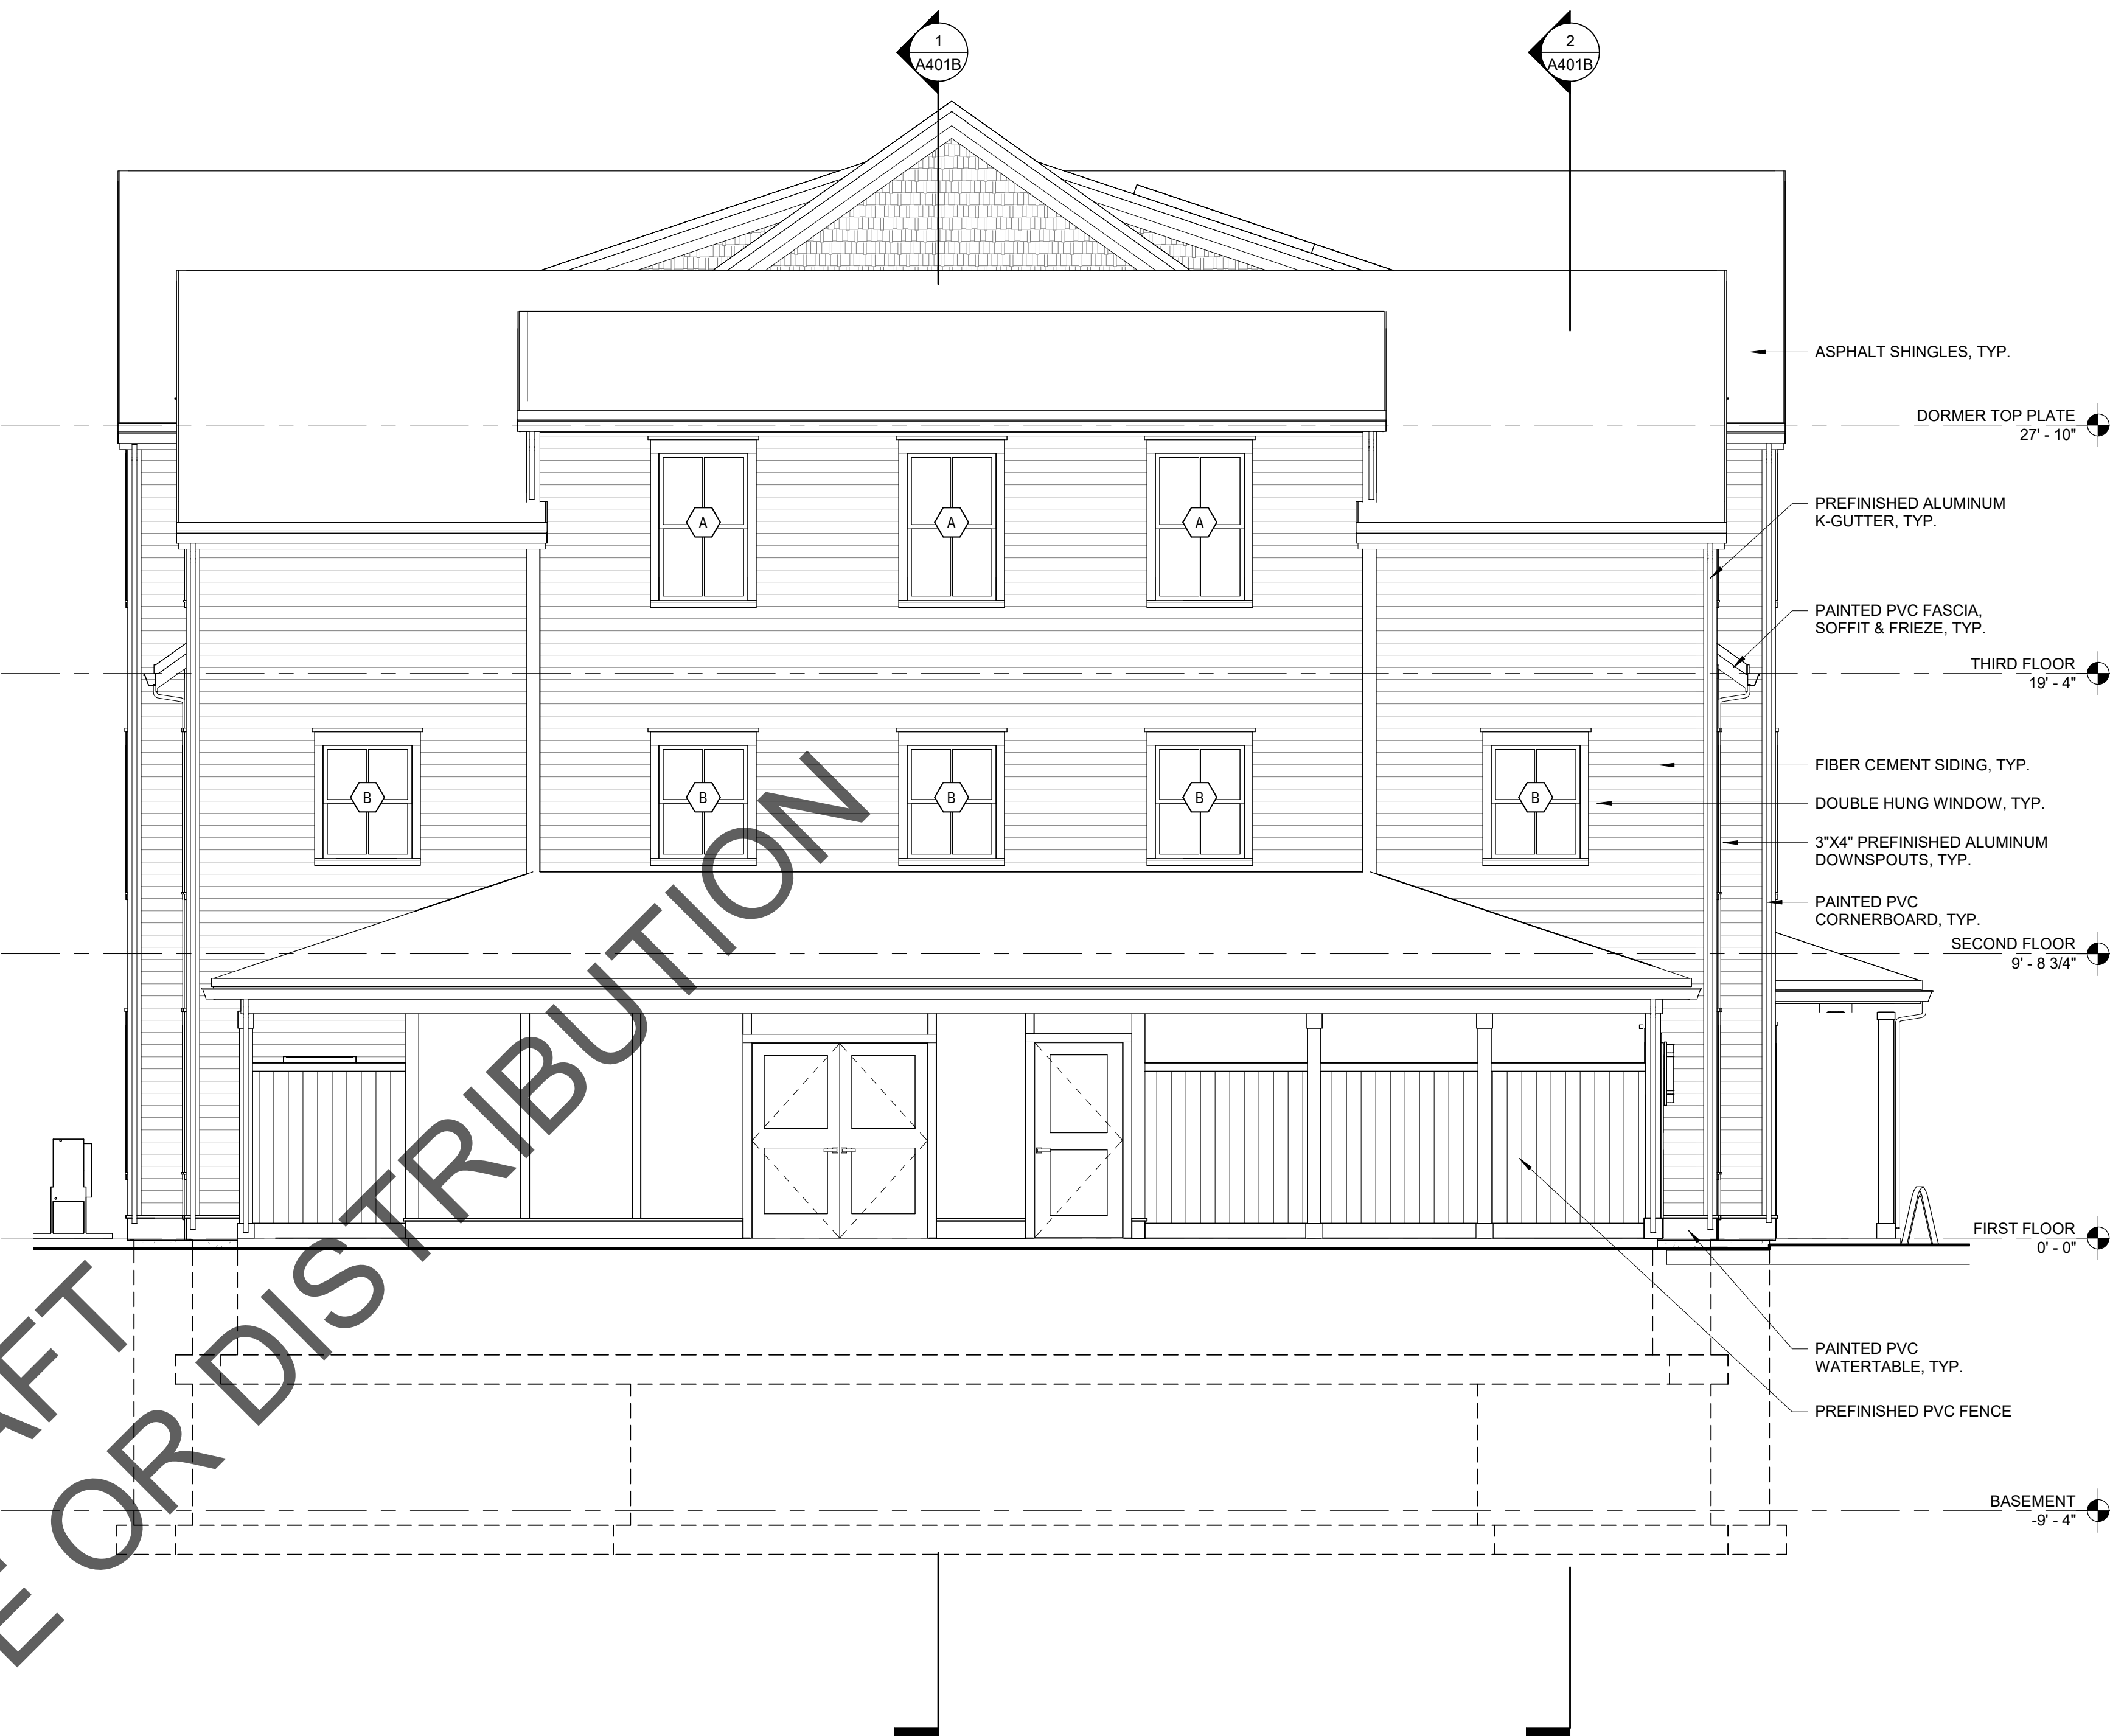 1
A401B
2
A401B
ASPHALT SHINGLES, TYP.
DORMER TOP PLATE
27' - 10"
PREFINISHED ALUMINUM
K-GUTTER, TYP.
A
A
A
PAINTED PVC FASCIA,
SOFFIT & FRIEZE, TYP.
THIRD FLOOR
19' - 4"
FIBER CEMENT SIDING, TYP.
B
B
B
B
B
DOUBLE HUNG WINDOW, TYP.
3"X4" PREFINISHED ALUMINUM
DOWNSPOUTS, TYP.
PAINTED PVC
CORNERBOARD, TYP.
SECOND FLOOR
9' - 8 3/4"
FIRST FLOOR
0' - 0"
PAINTED PVC
WATERTABLE, TYP.
PREFINISHED PVC FENCE
BASEMENT
-9' - 4"
AFT
E OR DISTRIBUTION